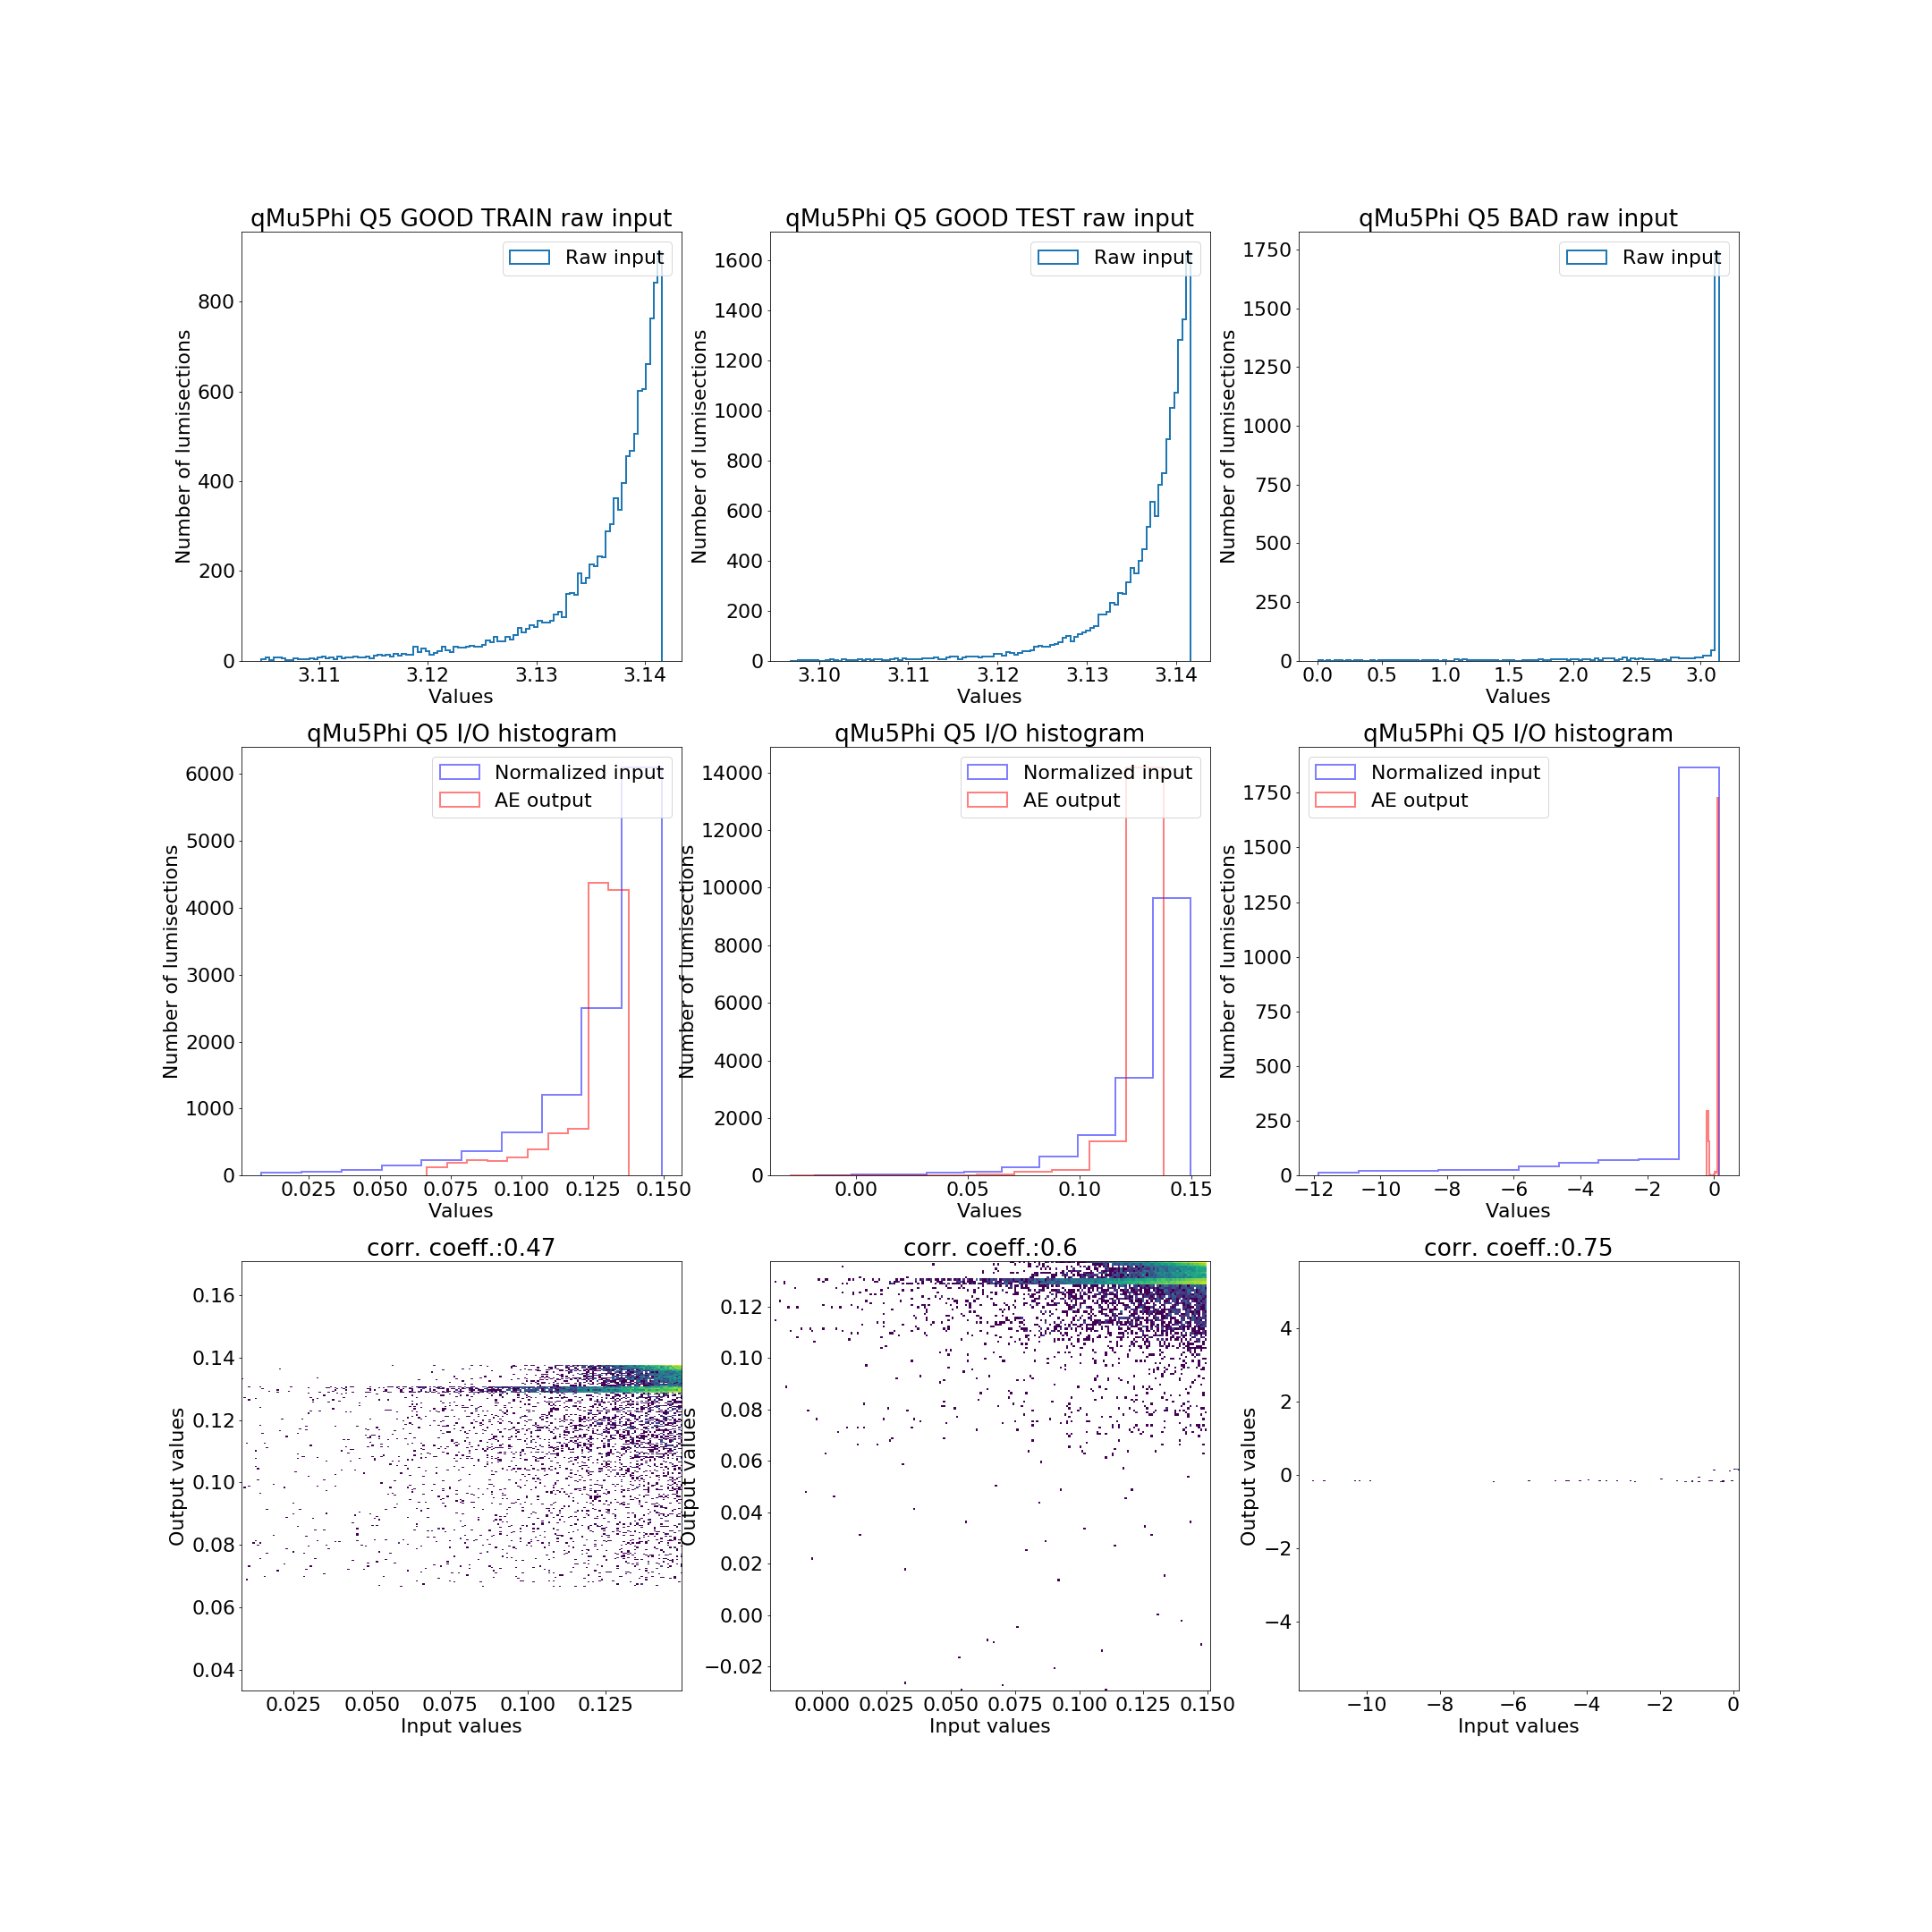 qMu5Phi Q5 GOOD TRAIN raw input
Raw input
800
600
400
200
0
Number of lumisections
3.11 3.12 3.13 3.14
Values
qMu5Phi Q5 GOOD TEST raw input
Raw input
1600
1400
1200
1000
800
600
400
200
0
Number of lumisections
3.10 3.11 3.12 3.13 3.14
Values
qMu5Phi Q5 BAD raw input
Raw input
1750
1500
1250
1000
750
500
250
0
Number of lumisections
0.0 0.5 1.0 1.5 2.0 2.5 3.0
Values
qMu5Phi Q5 I/O histogram
Normalized input
AE output
6000
5000
4000
3000
2000
1000
0
Number of lumisections
0.025 0.050 0.075 0.100 0.125 0.150
Values
qMu5Phi Q5 I/O histogram
Normalized input
AE output
14000
12000
10000
8000
6000
4000
2000
0
Number of lumisections
0.00 0.05 0.10 0.15
Values
qMu5Phi Q5 I/O histogram
Normalized input
AE output
1750
1500
1250
1000
750
500
250
0
Number of lumisections
−12 −10 −8 −6 −4 −2 0
Values
corr. coeff.:0.47
0.16
0.14
0.12
0.10
0.08
0.06
0.04
Output values
0.025 0.050 0.075 0.100 0.125
Input values
corr. coeff.:0.6
0.12
0.10
0.08
0.06
0.04
0.02
0.00
−0.02
Output values
0.000 0.025 0.050 0.075 0.100 0.125 0.150
Input values
corr. coeff.:0.75
4
2
0
−2
−4
Output values
−10 −8 −6 −4 −2 0
Input values